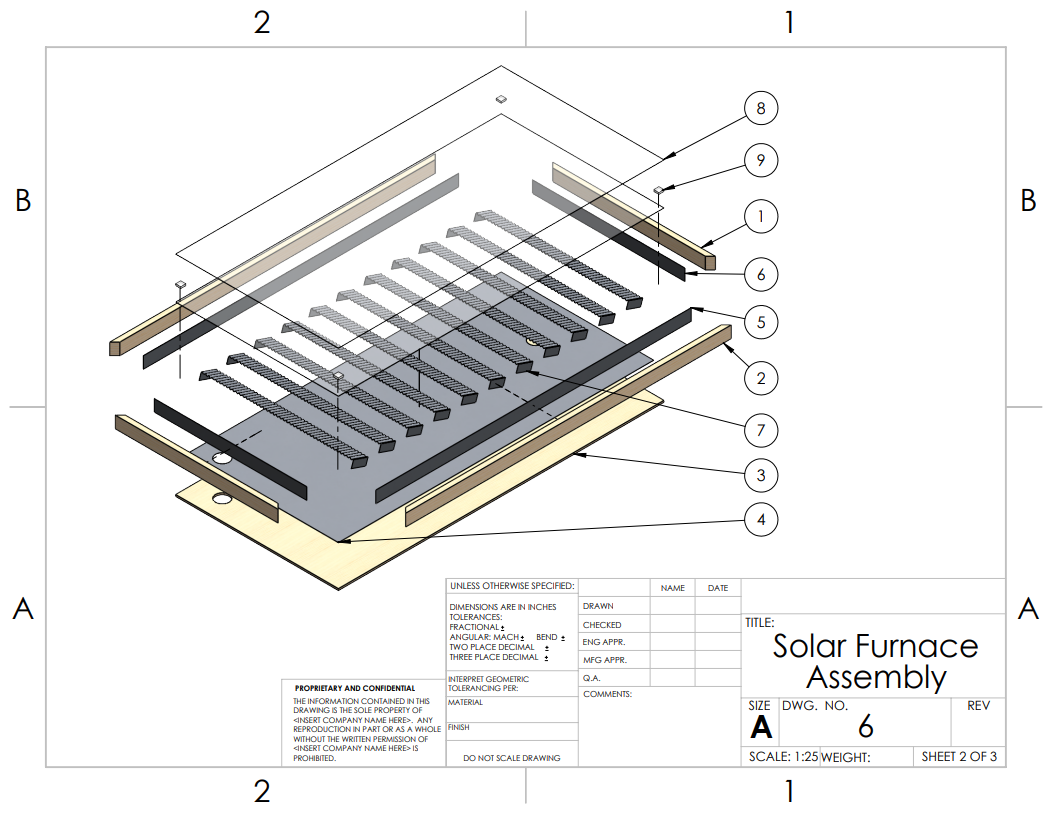 2
1
B
B
8
9
1
6
5
2
7
3
4
A
A
UNLESS OTHERWISE SPECIFIED:
DIMENSIONS ARE IN INCHES
TOLERANCES:
FRACTIONAL ±
ANGULAR: MACH ± BEND ±
TWO PLACE DECIMAL ±
THREE PLACE DECIMAL ±
INTERPRET GEOMETRIC
TOLERANCING PER:
MATERIAL
FINISH
DO NOT SCALE DRAWING
NAME DATE
DRAWN
CHECKED
ENG APPR.
MFG APPR.
Q.A.
COMMENTS:
PROPRIETARY AND CONFIDENTIAL
THE INFORMATION CONTAINED IN THIS
DRAWING IS THE SOLE PROPERTY OF
<INSERT COMPANY NAME HERE>. ANY
REPRODUCTION IN PART OR AS A WHOLE
WITHOUT THE WRITTEN PERMISSION OF
<INSERT COMPANY NAME HERE> IS
PROHIBITED.
TITLE:
Solar Furnace
Assembly
SIZE DWG. NO. REV
A 6
SCALE: 1:25 WEIGHT: SHEET 2 OF 3
2
1